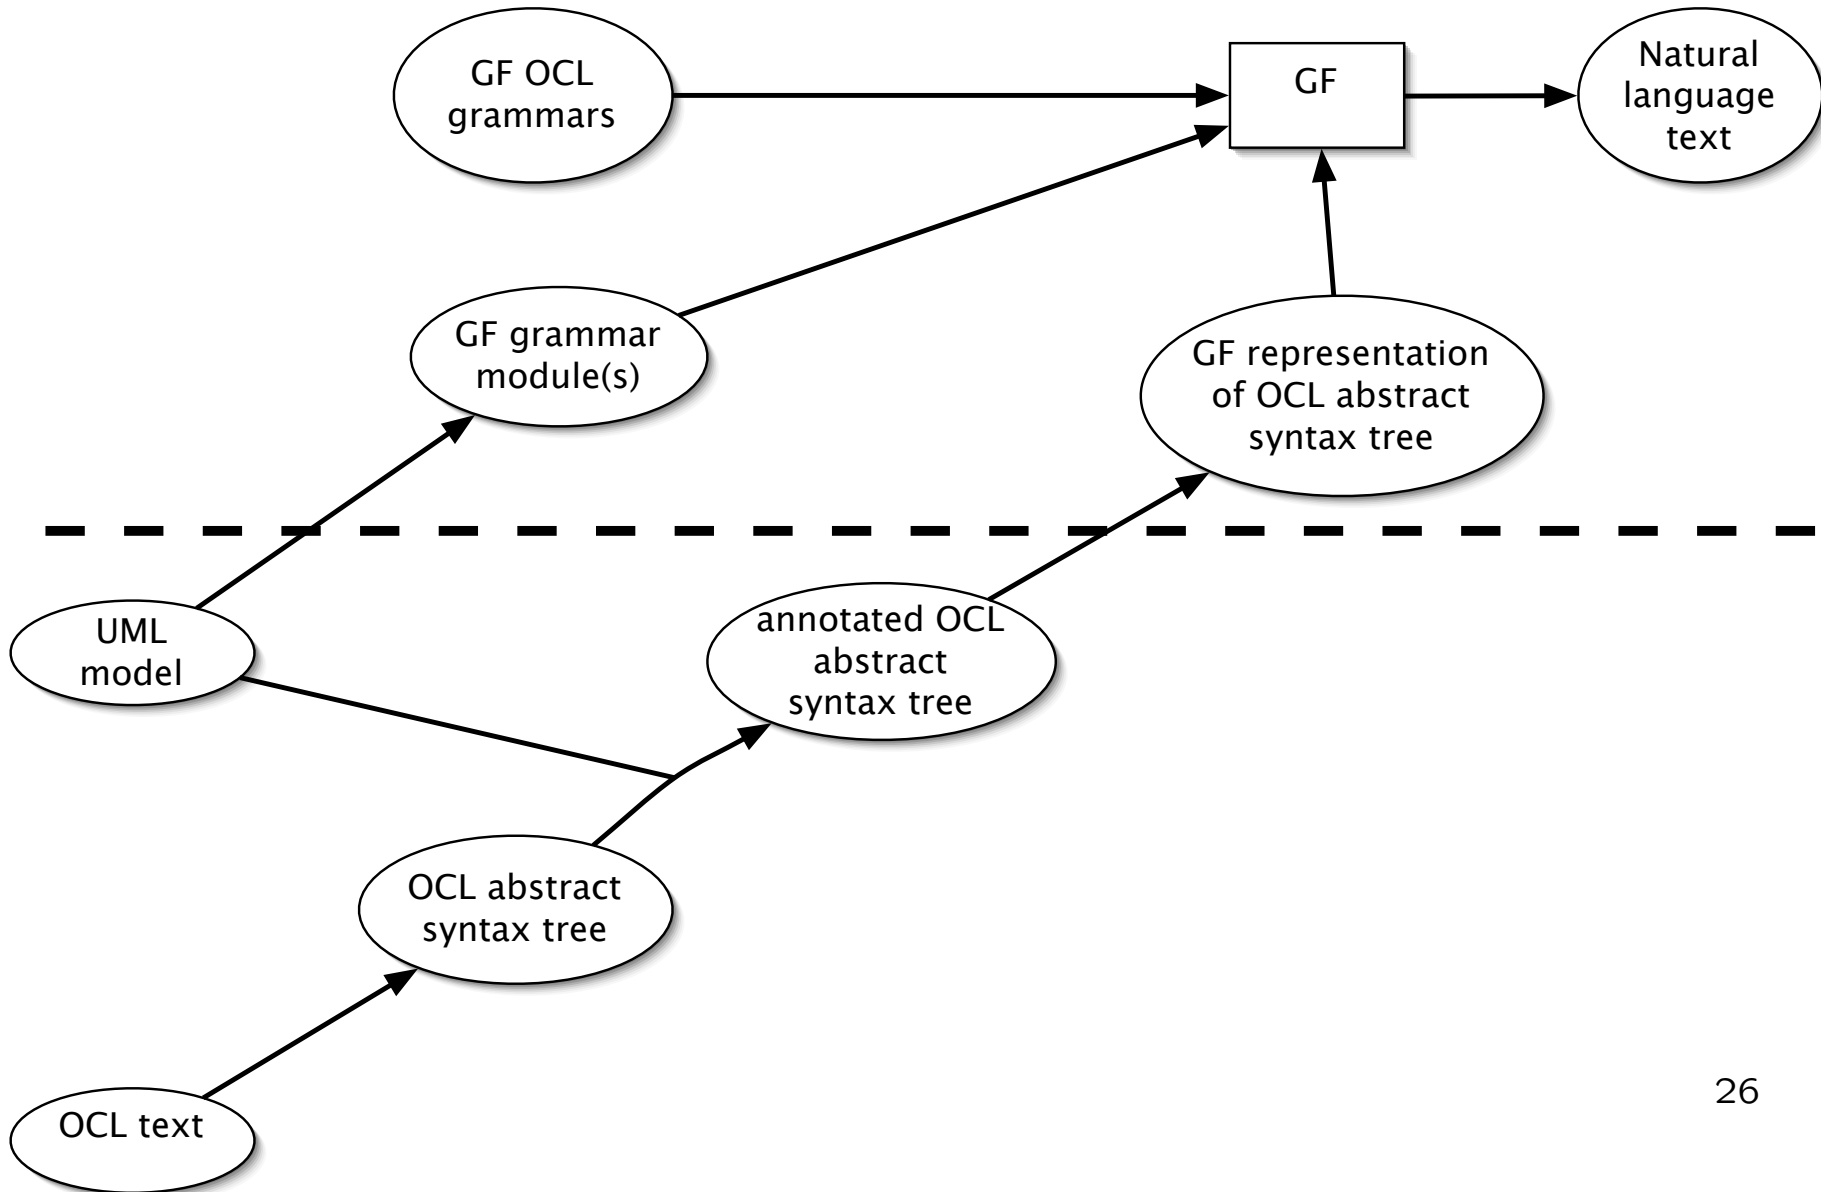 GF OCL
grammars
GF
Natural
language
text
GF grammar
module(s)
GF representation
of OCL abstract
syntax tree
UML
model
annotated OCL
abstract
syntax tree
OCL abstract
syntax tree
OCL text
26